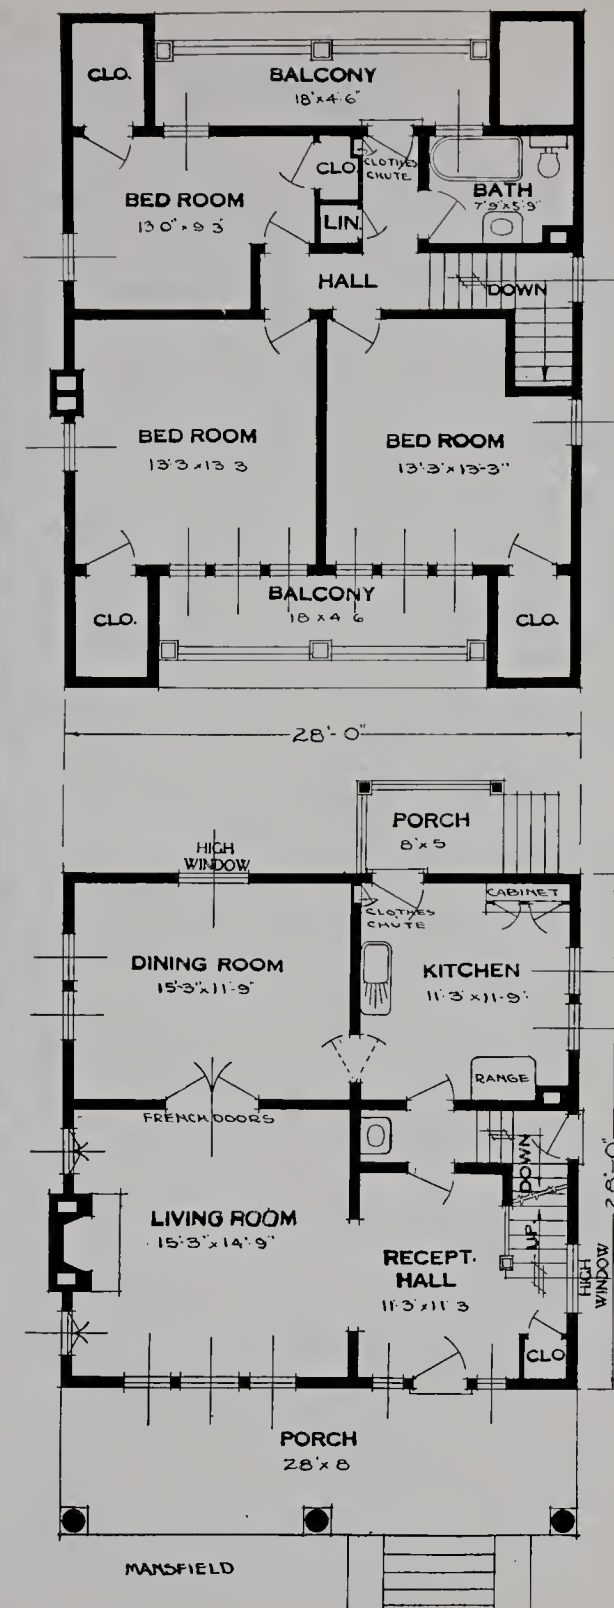 CLO.
BALCONY
18'x4'-6"
BED ROOM
13'0"x9'3
CLO.
CLOTHES
CHUTE
BATH
7'9"x5'9"
LIN.
HALL
DOWN
BED ROOM
13'3x13'3
BED ROOM
13'3"x13'-3"
CLO.
BALCONY
18x4'6
CLO.
28'-0"
PORCH
8'x5
HIGH
WINDOW
CLOTHES
CHUTE
CABINET
DINING ROOM
15'-3"x11'-9"
KITCHEN
11'3"x11'-9"
RANGE
FRENCH DOORS
DOWN
28'-0"
LIVING ROOM
15'-3"x14'-9"
RECEPT.
HALL
11'3"x11'3
UP
HIGH
WINDOW
CLO.
PORCH
28'x8
MANSFIELD